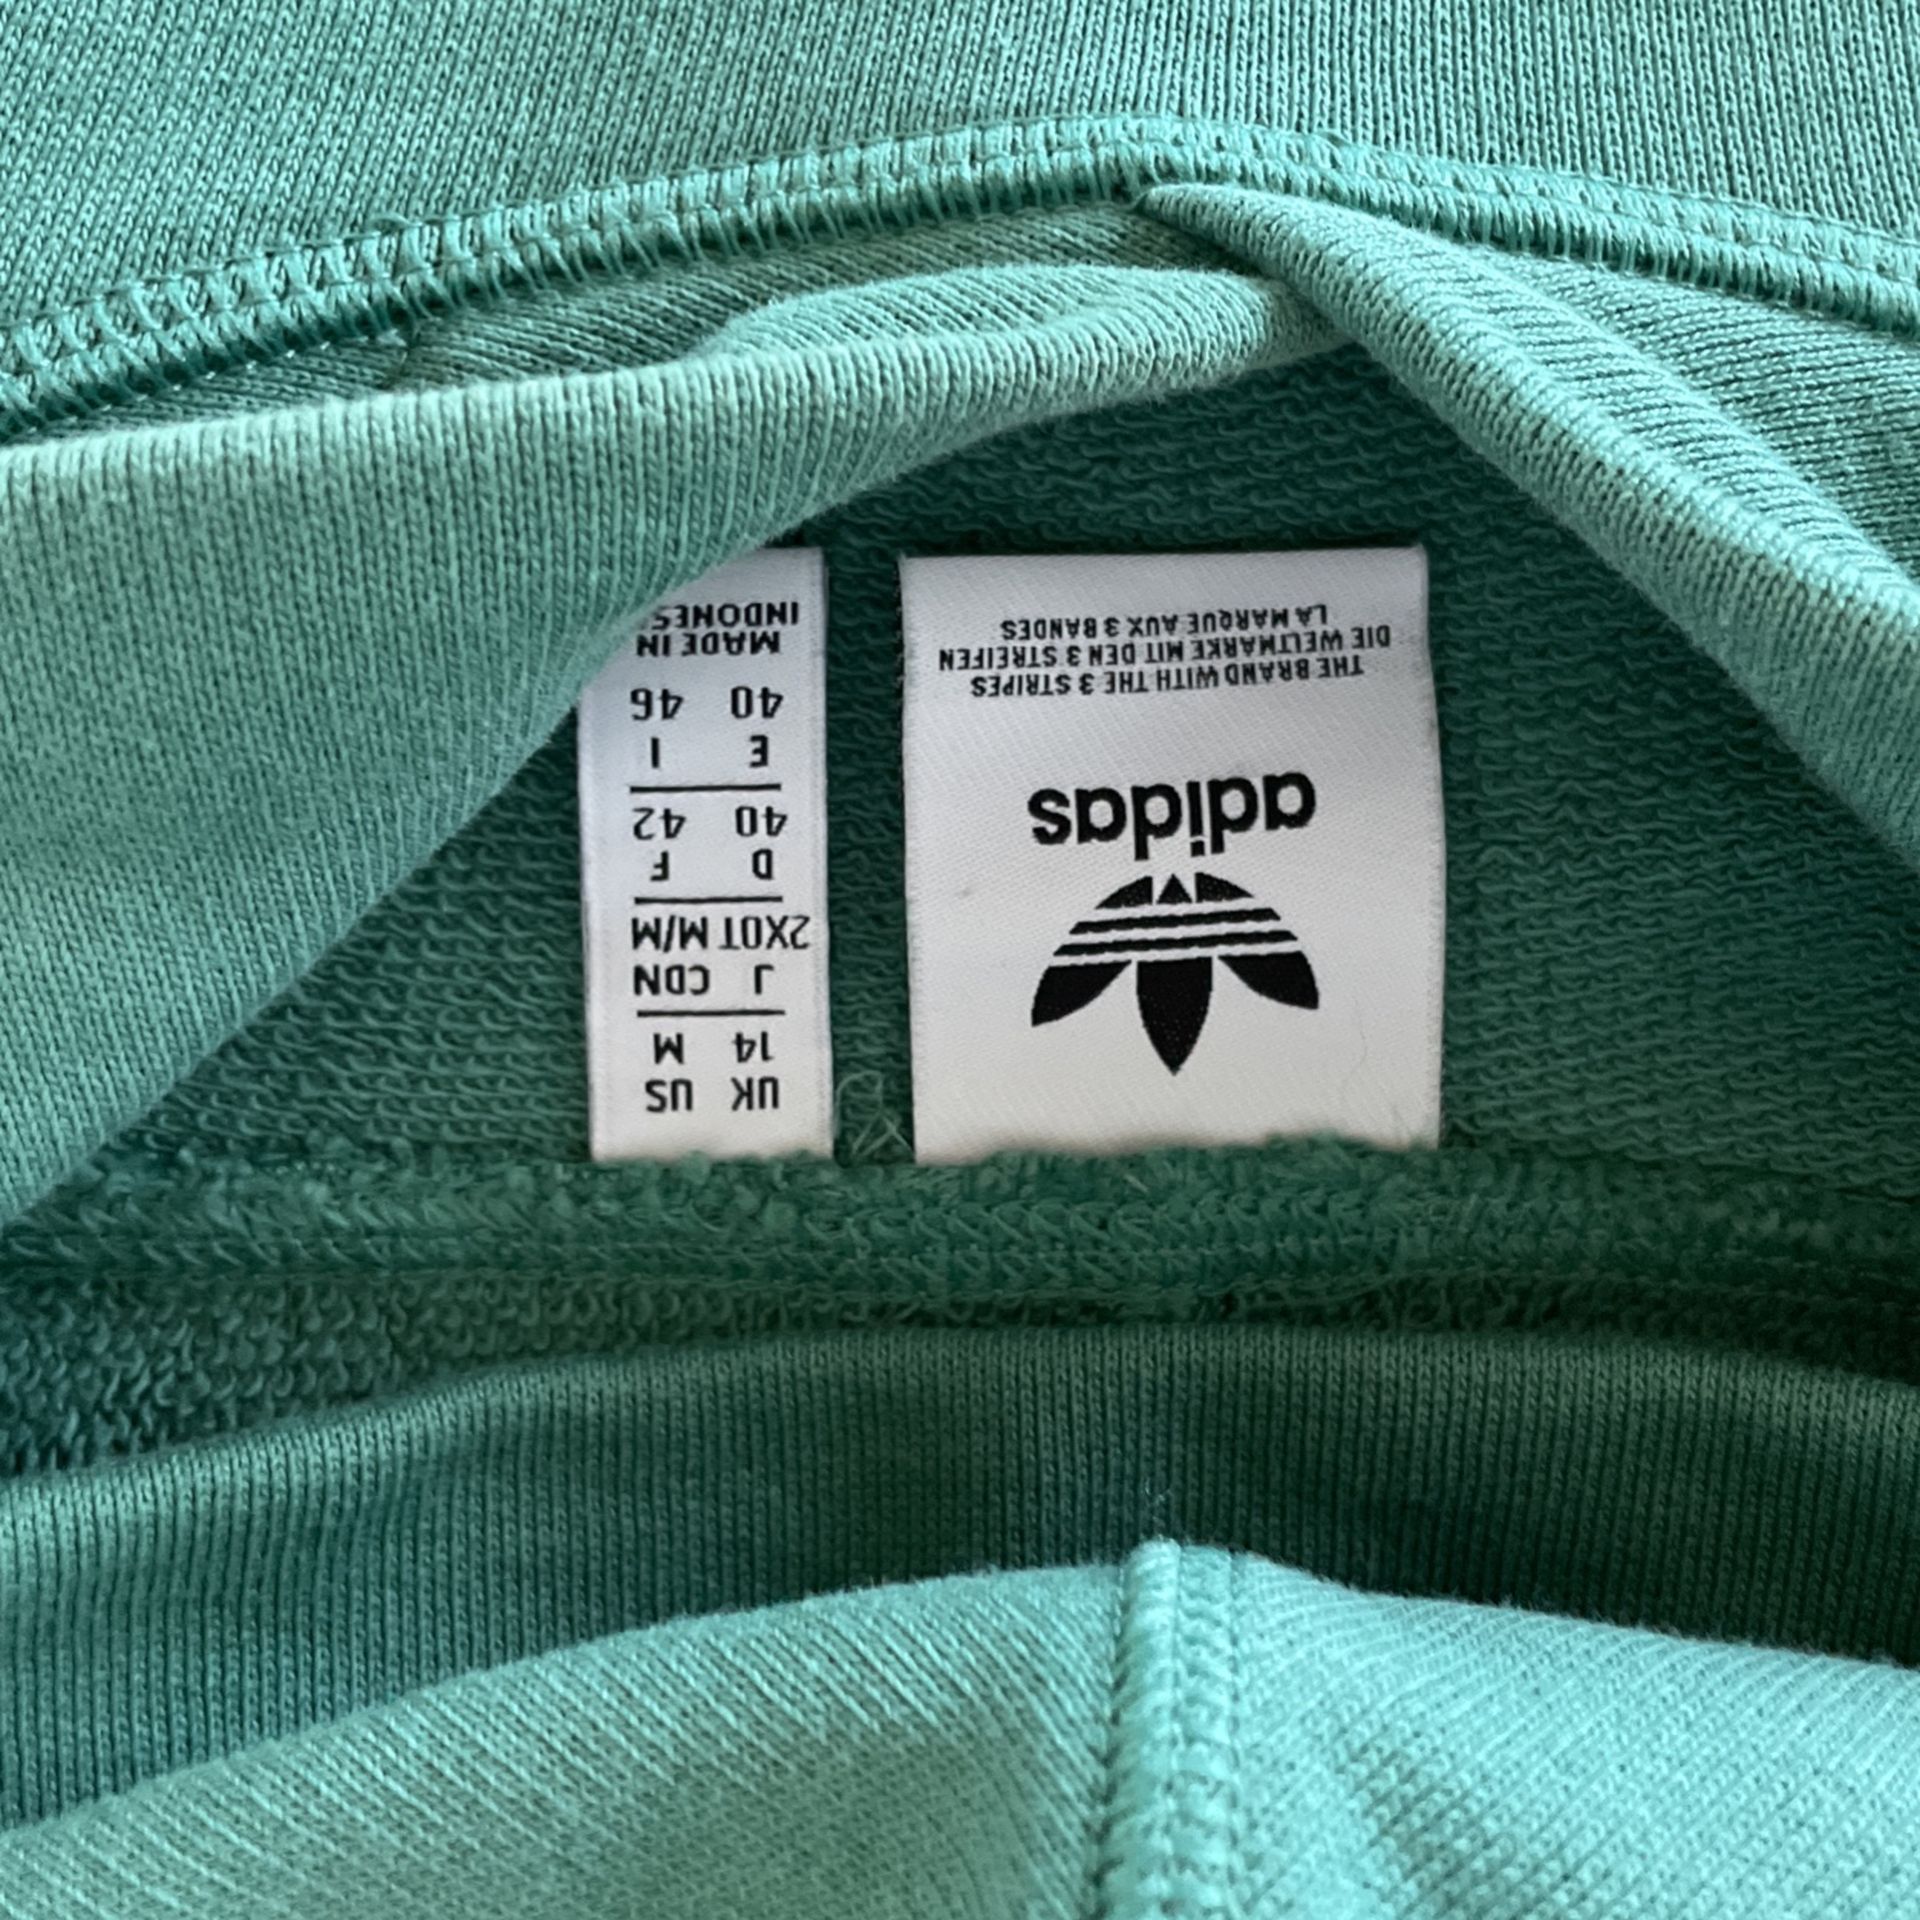 adidas
THE BRAND WITH THE 3 STRIPES
DIE WELTMARKE MIT DEN 3 STREIFEN
LA MARQUE AUX 3 BANDES
UK US
14 M
J CDN
2XOT M/M
D F
40 42
E I
40 46
MADE IN